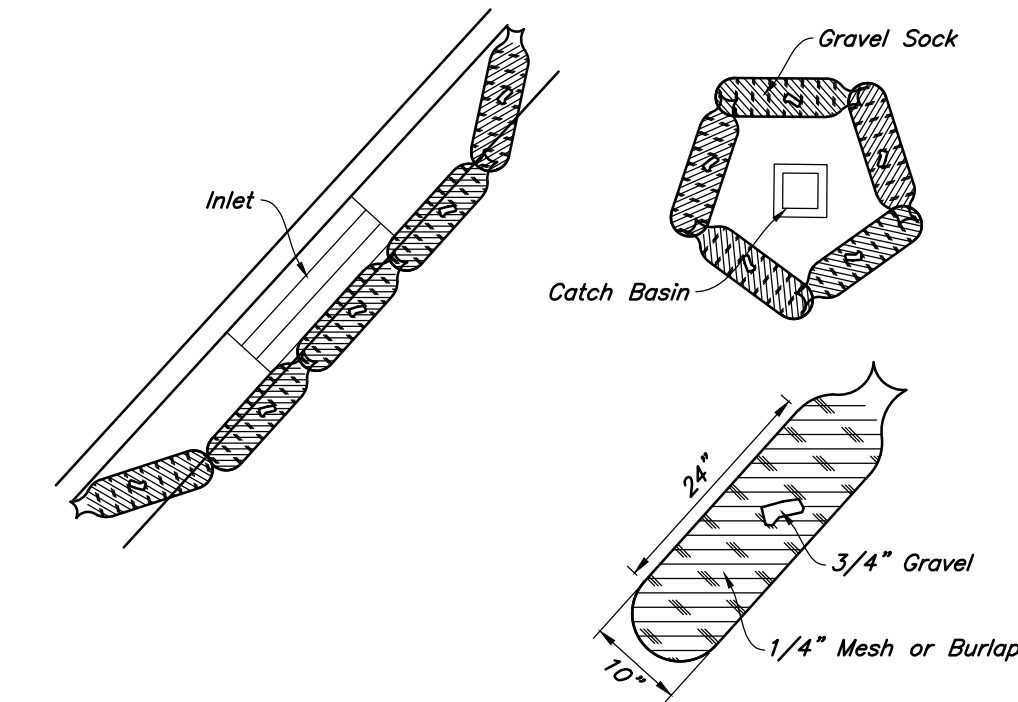 Gravel Sock
Inlet
Catch Basin
24"
3/4" Gravel
1/4" Mesh or Burlap
10"